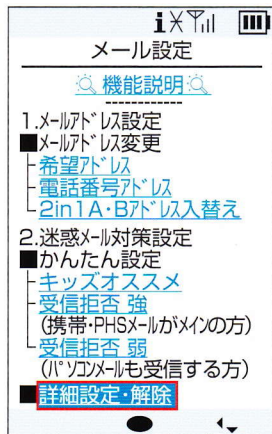 メール設定
機能説明
------------
1.メールアドレス設定
■メールアドレス変更
希望アドレス
電話番号アドレス
2in1A・Bアドレス入替え
2.迷惑メール対策設定
■かんたん設定
キッズオススメ
受信拒否 強
(携帯・PHSメールがメインの方)
受信拒否 弱
(パソコンメールも受信する方)
■詳細設定・解除